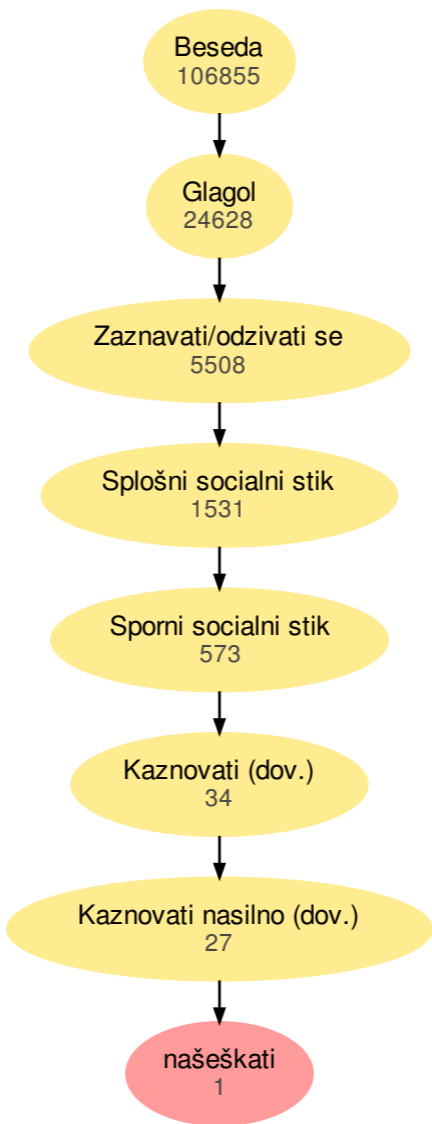 Beseda
106855
Glagol
24628
Zaznavati/odzivati se
5508
Splošni socialni stik
1531
Sporni socialni stik
573
Kaznovati (dov.)
34
Kaznovati nasilno (dov.)
27
našeškati
1